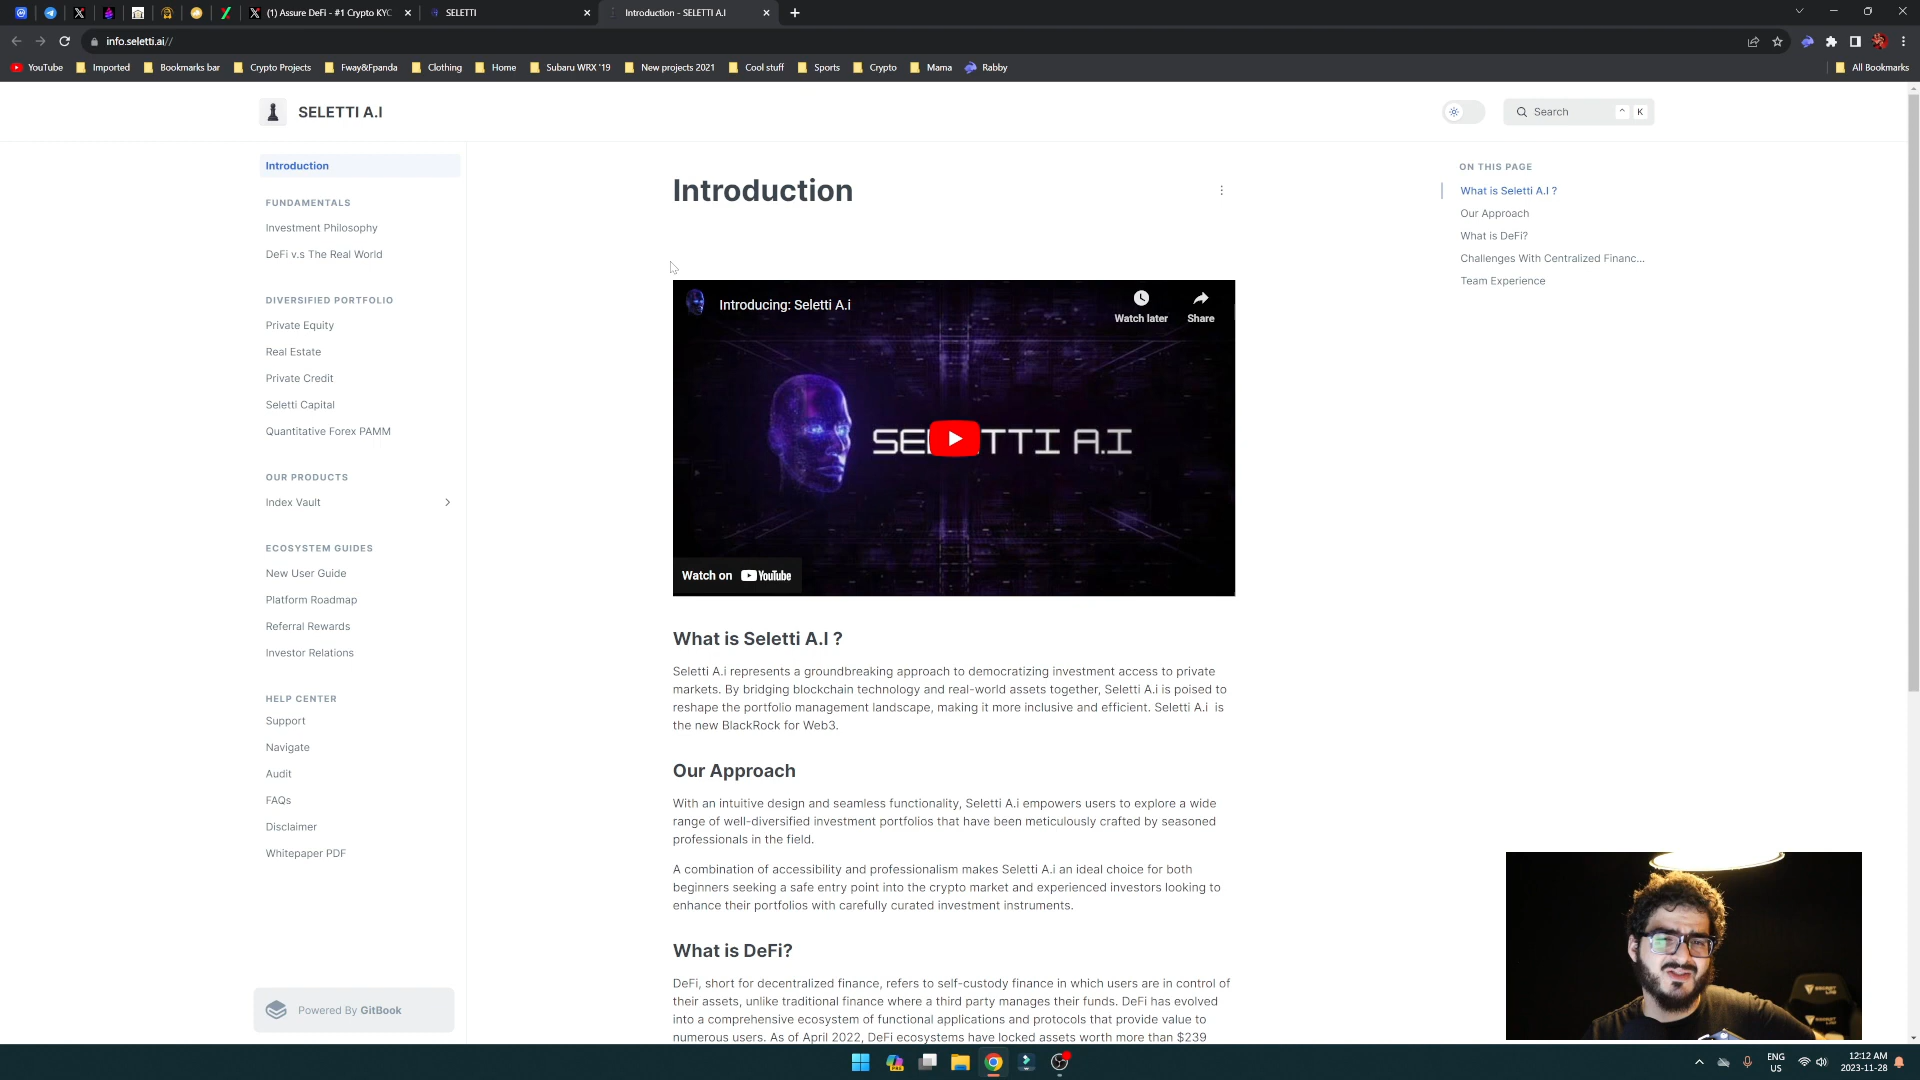 (1) Assure DeFi - #1 Crypto KYC
SELETTI
Introduction - SELETTI A.I
info.seletti.ai//
YouTube
Imported
Bookmarks bar
Crypto Projects
Fway&Fpanda
Clothing
Home
Subaru WRX '19
New projects 2021
Cool stuff
Sports
Crypto
Mama
Rabby
All Bookmarks
SELETTI A.I
Search
^ K
Introduction
FUNDAMENTALS
Investment Philosophy
DeFi v.s The Real World
DIVERSIFIED PORTFOLIO
Private Equity
Real Estate
Private Credit
Seletti Capital
Quantitative Forex PAMM
OUR PRODUCTS
Index Vault
ECOSYSTEM GUIDES
New User Guide
Platform Roadmap
Referral Rewards
Investor Relations
HELP CENTER
Support
Navigate
Audit
FAQs
Disclaimer
Whitepaper PDF
Powered By GitBook
Introduction
Introducing: Seletti A.i
Watch later
Share
SE TTI A.I
Watch on YouTube
What is Seletti A.I ?
Seletti A.i represents a groundbreaking approach to democratizing investment access to private
markets. By bridging blockchain technology and real-world assets together, Seletti A.i is poised to
reshape the portfolio management landscape, making it more inclusive and efficient. Seletti A.i is
the new BlackRock for Web3.
Our Approach
With an intuitive design and seamless functionality, Seletti A.i empowers users to explore a wide
range of well-diversified investment portfolios that have been meticulously crafted by seasoned
professionals in the field.
A combination of accessibility and professionalism makes Seletti A.i an ideal choice for both
beginners seeking a safe entry point into the crypto market and experienced investors looking to
enhance their portfolios with carefully curated investment instruments.
What is DeFi?
DeFi, short for decentralized finance, refers to self-custody finance in which users are in control of
their assets, unlike traditional finance where a third party manages their funds. DeFi has evolved
into a comprehensive ecosystem of functional applications and protocols that provide value to
numerous users. As of April 2022, DeFi ecosystems have locked assets worth more than $239
ON THIS PAGE
What is Seletti A.I ?
Our Approach
What is DeFi?
Challenges With Centralized Financ...
Team Experience
ENG
US
12:12 AM
2023-11-28